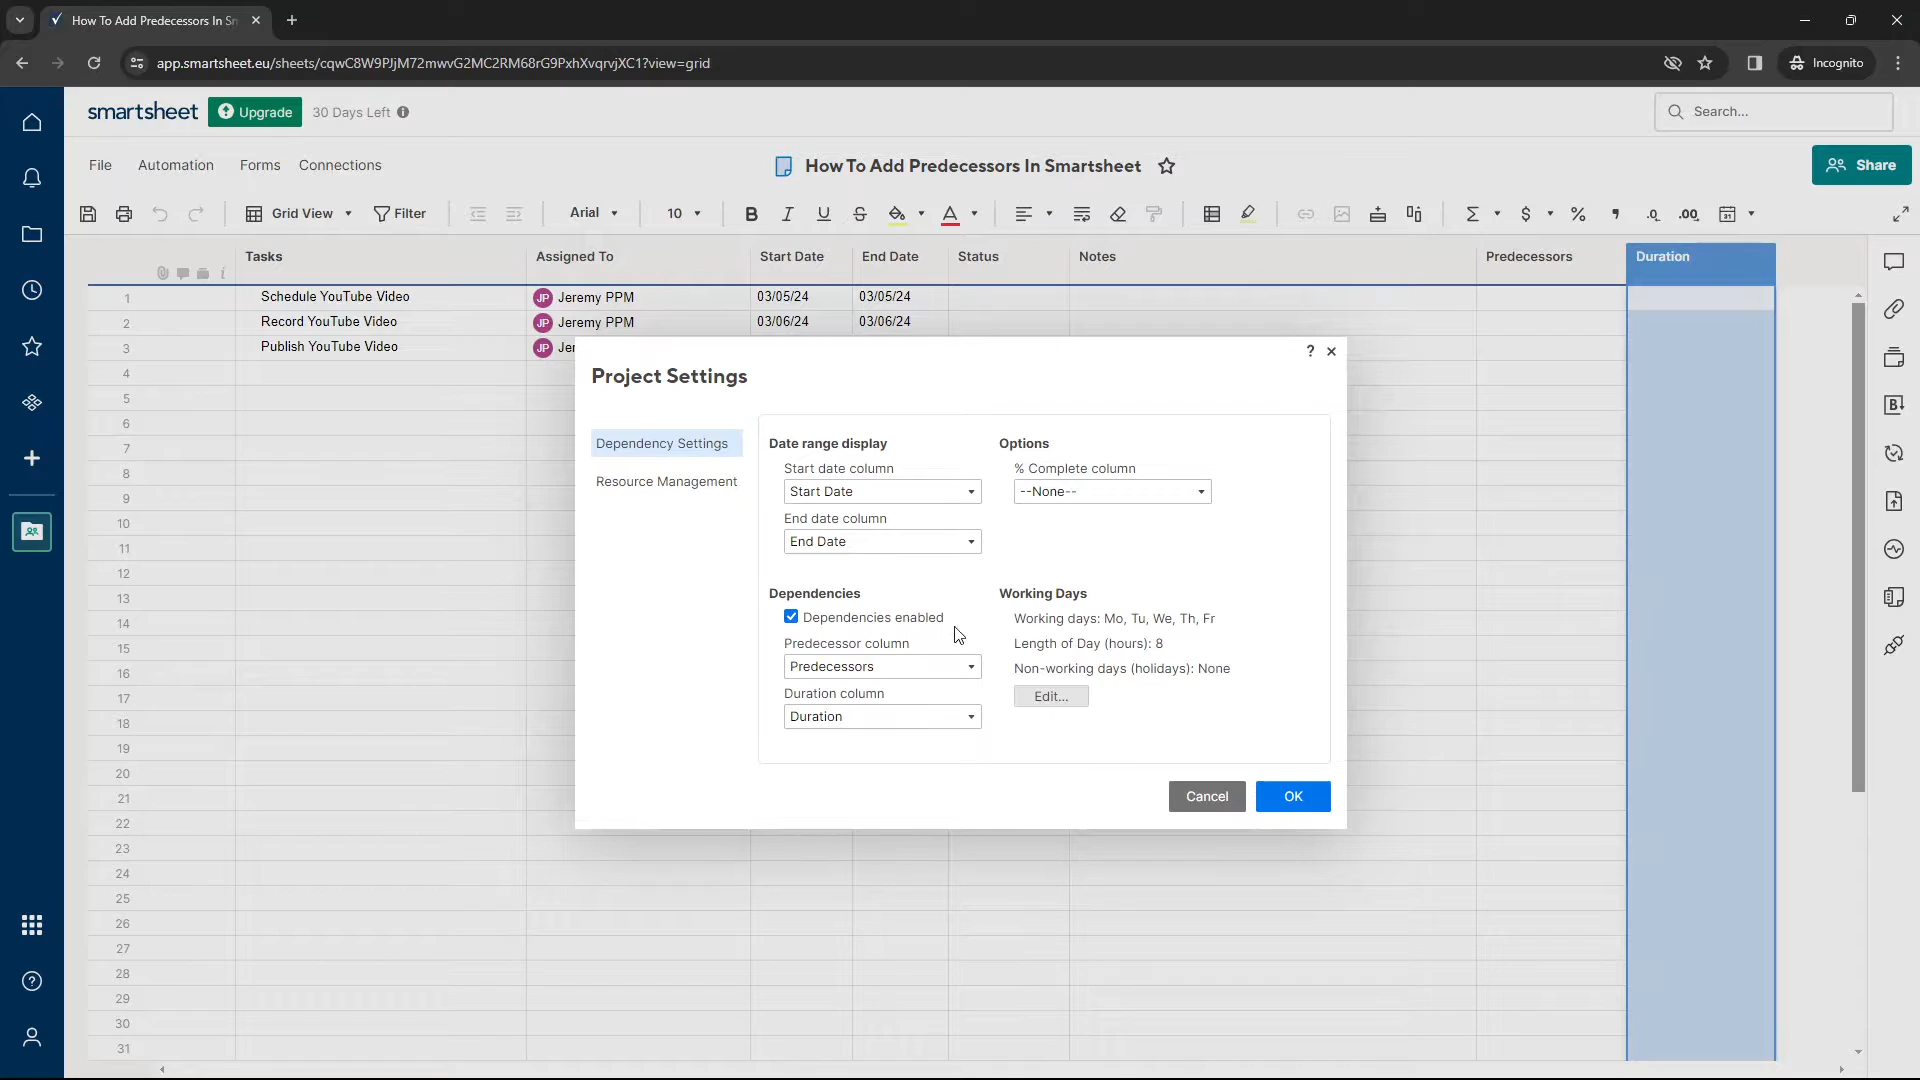 How To Add Predecessors In Sm
app.smartsheet.eu/sheets/cqwC8W9PJjM72mwvG2MC2RM68rG9PxhXvqrvjXC1?view=grid
Incognito
smartsheet
Upgrade
30 Days Left
Search...
File
Automation
Forms
Connections
How To Add Predecessors In Smartsheet
Share
Grid View
Filter
Arial
10
Tasks
Assigned To
Start Date
End Date
Status
Notes
Predecessors
Duration
1
Schedule YouTube Video
JP Jeremy PPM
03/05/24
03/05/24
2
Record YouTube Video
JP Jeremy PPM
03/06/24
03/06/24
3
Publish YouTube Video
JP Jer
4
5
6
7
8
9
10
11
12
13
14
15
16
17
18
19
20
21
22
23
24
25
26
27
28
29
30
31
Project Settings
Dependency Settings
Resource Management
Date range display
Start date column
Start Date
End date column
End Date
Options
% Complete column
--None--
Dependencies
Dependencies enabled
Predecessor column
Predecessors
Duration column
Duration
Working Days
Working days: Mo, Tu, We, Th, Fr
Length of Day (hours): 8
Non-working days (holidays): None
Edit...
Cancel
OK